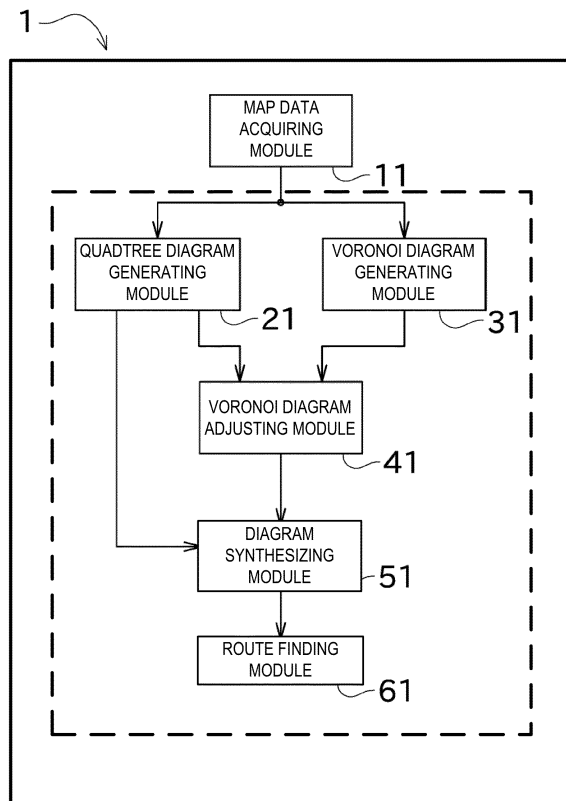 1
MAP DATA
ACQUIRING
MODULE
11
QUADTREE DIAGRAM
GENERATING
MODULE
21
VORONOI DIAGRAM
GENERATING
MODULE
31
VORONOI DIAGRAM
ADJUSTING MODULE
41
DIAGRAM
SYNTHESIZING
MODULE
51
ROUTE FINDING
MODULE
61